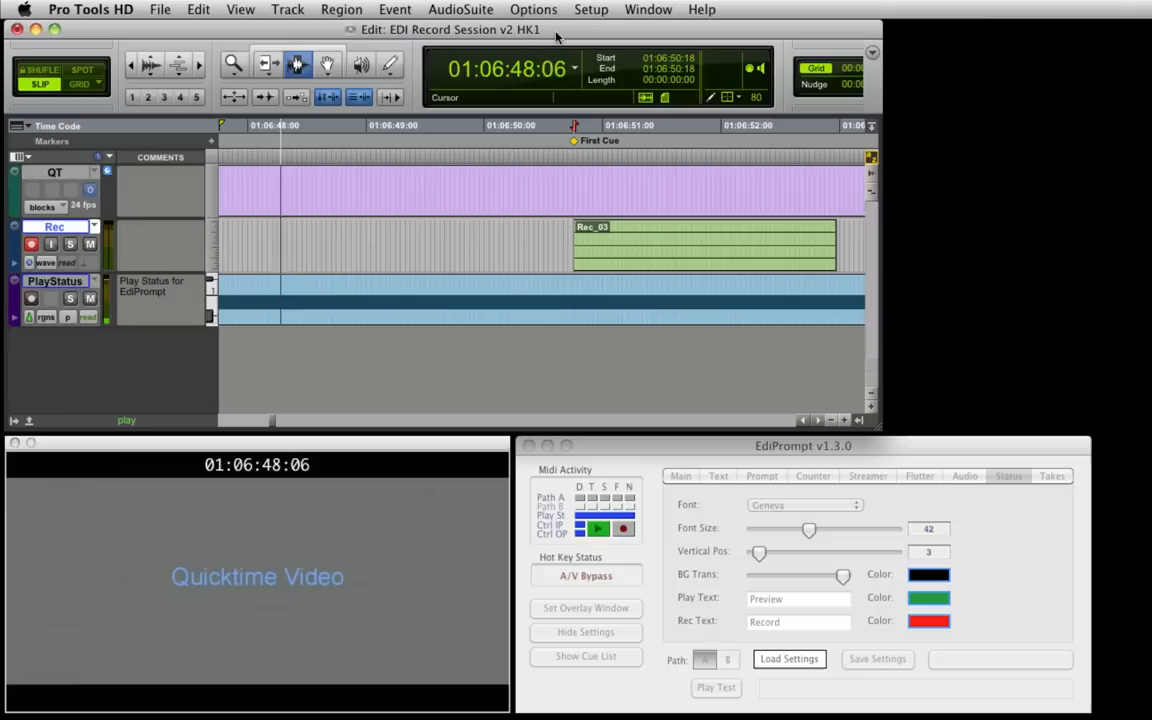 Pro Tools HD File Edit View Track Region Event AudioSuite Options Setup Window Help
Edit: EDI Record Session v2 HK1
SHUFFLE SPOT
SLIP GRID
1 2 3 4 5
01:06:48:06
Start 01:06:50:18
End 01:06:50:18
Length 00:00:00:00
Cursor
80
Grid 00:00
Nudge 00:00
Time Code
01:06:48:00 01:06:49:00 01:06:50:00 01:06:51:00 01:06:52:00 01:06
Markers
First Cue
COMMENTS
QT
blocks 24 fps
Rec
I S M
wave read
Rec_03
PlayStatus
S M
rgns p read
Play Status for
EdiPrompt
1
play
01:06:48:06
Quicktime Video
EdiPrompt v1.3.0
Midi Activity
D T S F N
Path A
Path B
Play St
Ctrl IP
Ctrl OP
Hot Key Status
A/V Bypass
Set Overlay Window
Hide Settings
Show Cue List
Main Text Prompt Counter Streamer Flutter Audio Status Takes
Font: Geneva
Font Size: 42
Vertical Pos: 3
BG Trans: Color:
Play Text: Preview Color:
Rec Text: Record Color:
Path: A B Load Settings Save Settings
Play Test